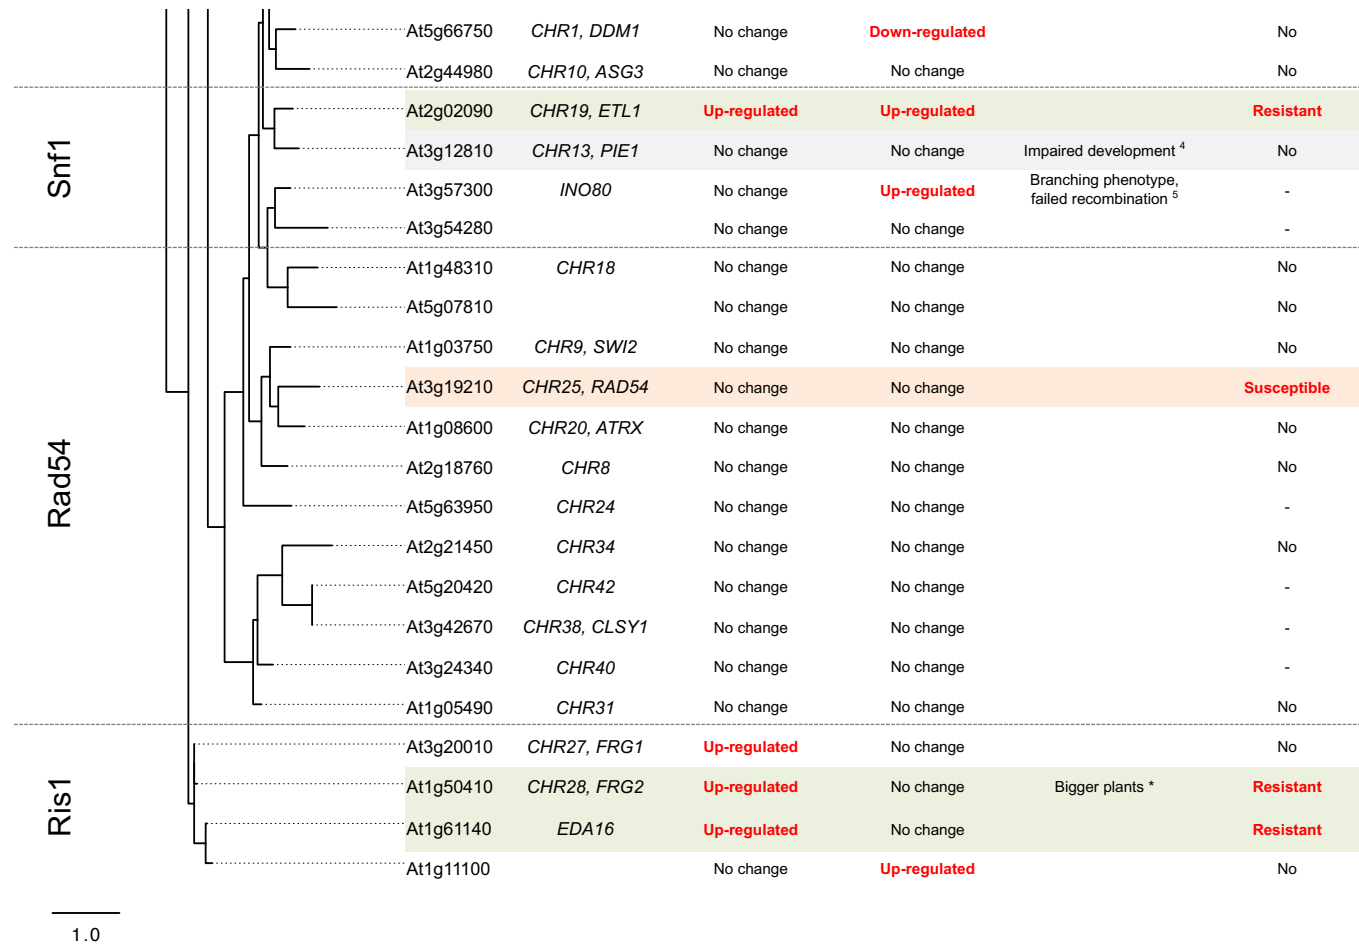 At5g66750 CHR1, DDM1 No change Down-regulated No
At2g44980 CHR10, ASG3 No change No change No
Snf1
At2g02090 CHR19, ETL1 Up-regulated Up-regulated Resistant
At3g12810 CHR13, PIE1 No change No change Impaired development 4 No
At3g57300 INO80 No change Up-regulated Branching phenotype, failed recombination 5 -
At3g54280 No change No change -
Rad54
At1g48310 CHR18 No change No change No
At5g07810 No change No change No
At1g03750 CHR9, SWI2 No change No change No
At3g19210 CHR25, RAD54 No change No change Susceptible
At1g08600 CHR20, ATRX No change No change No
At2g18760 CHR8 No change No change No
At5g63950 CHR24 No change No change -
At2g21450 CHR34 No change No change No
At5g20420 CHR42 No change No change -
At3g42670 CHR38, CLSY1 No change No change -
At3g24340 CHR40 No change No change -
At1g05490 CHR31 No change No change No
Ris1
At3g20010 CHR27, FRG1 Up-regulated No change No
At1g50410 CHR28, FRG2 Up-regulated No change Bigger plants * Resistant
At1g61140 EDA16 Up-regulated No change Resistant
At1g11100 No change Up-regulated No
1.0